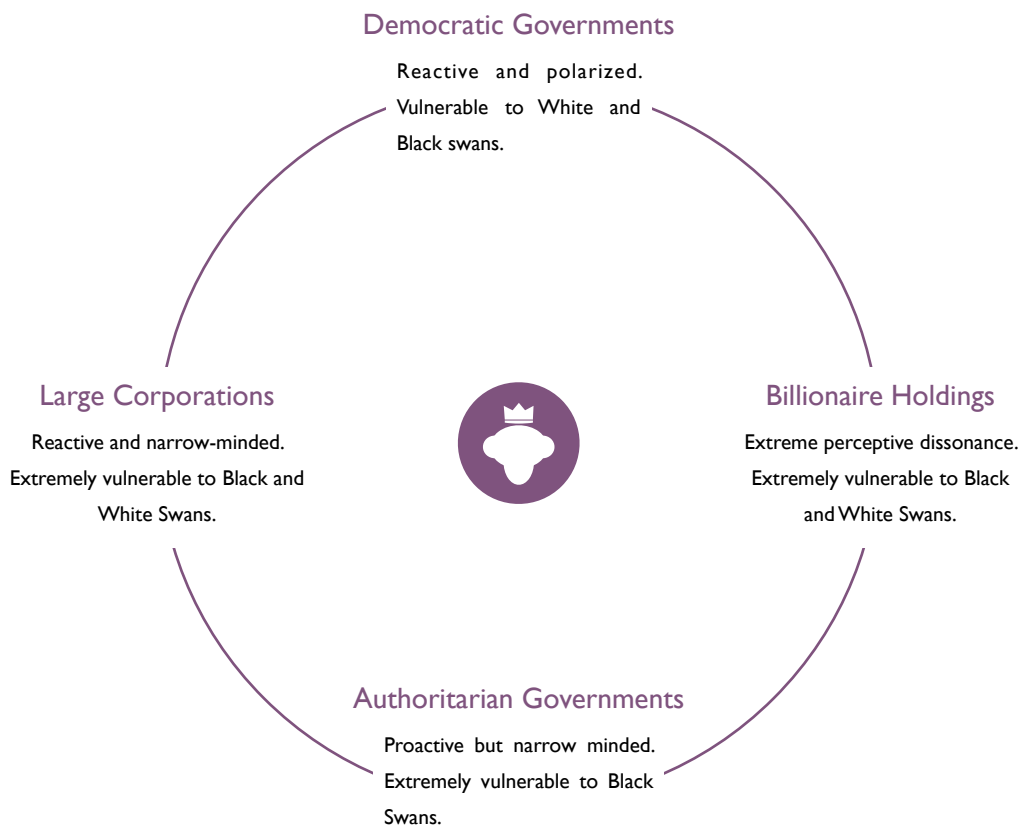 Democratic Governments
Reactive and polarized.
Vulnerable to White and
Black swans.
Large Corporations
Reactive and narrow-minded.
Extremely vulnerable to Black and
White Swans.
Billionaire Holdings
Extreme perceptive dissonance.
Extremely vulnerable to Black
and White Swans.
Authoritarian Governments
Proactive but narrow minded.
Extremely vulnerable to Black
Swans.